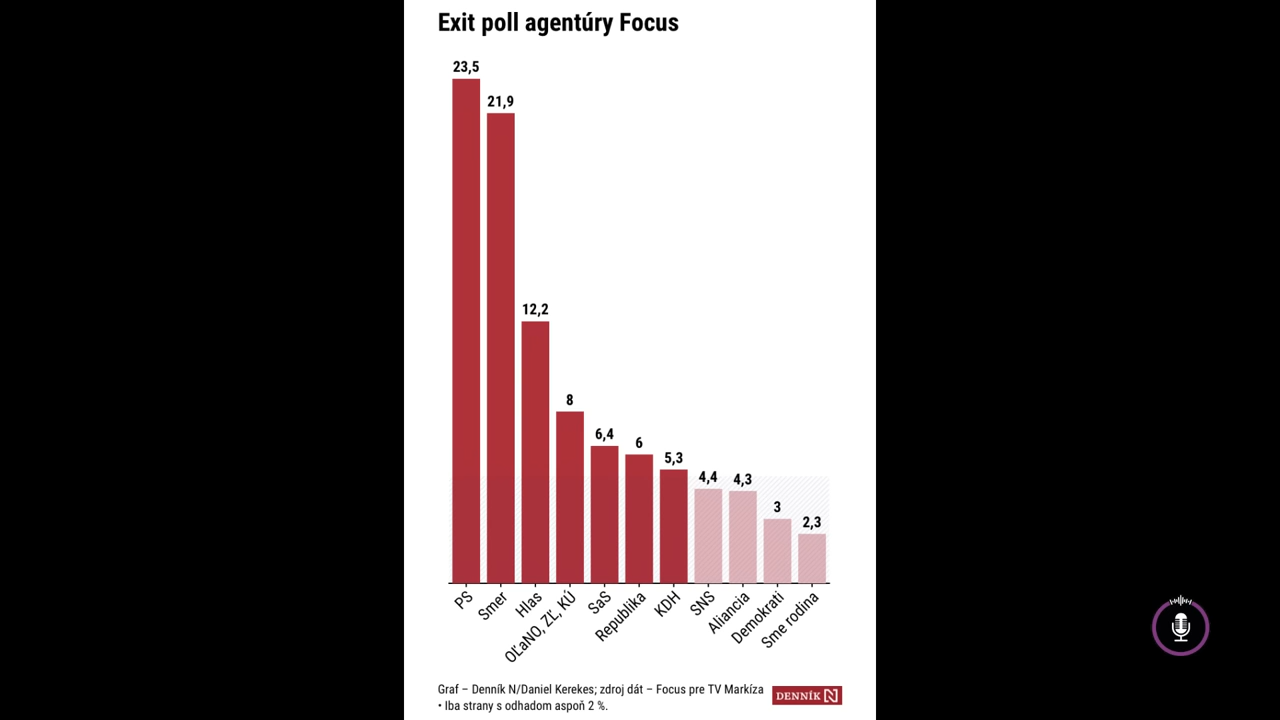 Exit poll agentúry Focus
23,5
21,9
12,2
8
6,4
6
5,3
4,4
4,3
3
2,3
PS
Smer
Hlas
OĽaNO, ZĽ, KÚ
SaS
Republika
KDH
SNS
Aliancia
Demokrati
Sme rodina
Graf – Denník N/Daniel Kerekes; zdroj dát – Focus pre TV Markíza
• Iba strany s odhadom aspoň 2 %.
DENNÍK N